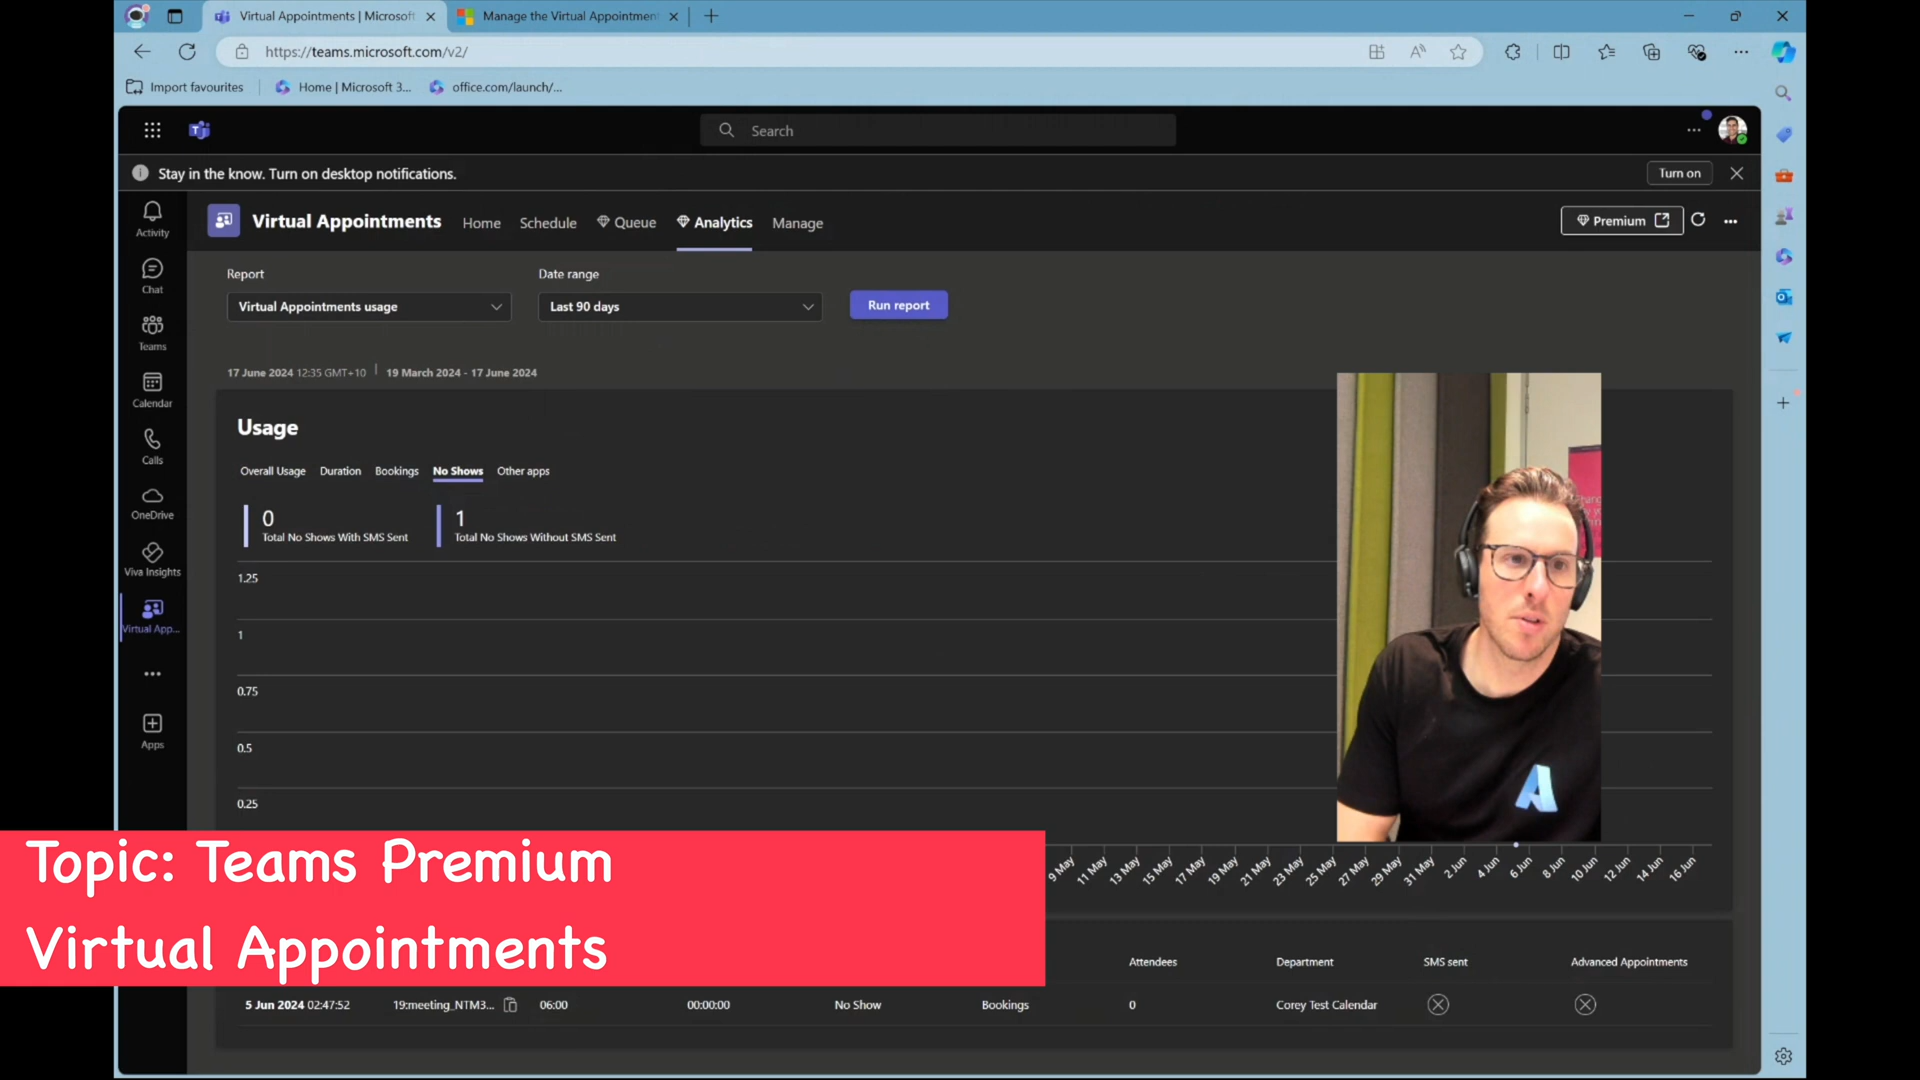 Virtual Appointments | Microsoft
Manage the Virtual Appointmen
https://teams.microsoft.com/v2/
Import favourites
Home | Microsoft 3...
office.com/launch/...
Search
Stay in the know. Turn on desktop notifications.
Turn on
Activity
Chat
Teams
Calendar
Calls
OneDrive
Viva Insights
Virtual App...
Apps
Virtual Appointments
Home
Schedule
Queue
Analytics
Manage
Premium
Report
Date range
Virtual Appointments usage
Last 90 days
Run report
17 June 2024 12:35 GMT+10 | 19 March 2024 - 17 June 2024
Usage
Overall Usage
Duration
Bookings
No Shows
Other apps
0
Total No Shows With SMS Sent
1
Total No Shows Without SMS Sent
1.25
1
0.75
0.5
0.25
9 May
11 May
13 May
15 May
17 May
19 May
21 May
23 May
25 May
27 May
29 May
31 May
2 Jun
4 Jun
6 Jun
8 Jun
10 Jun
12 Jun
14 Jun
16 Jun
Topic: Teams Premium
Virtual Appointments
Attendees
Department
SMS sent
Advanced Appointments
5 Jun 2024 02:47:52
19:meeting_NTM3...
06:00
00:00:00
No Show
Bookings
0
Corey Test Calendar